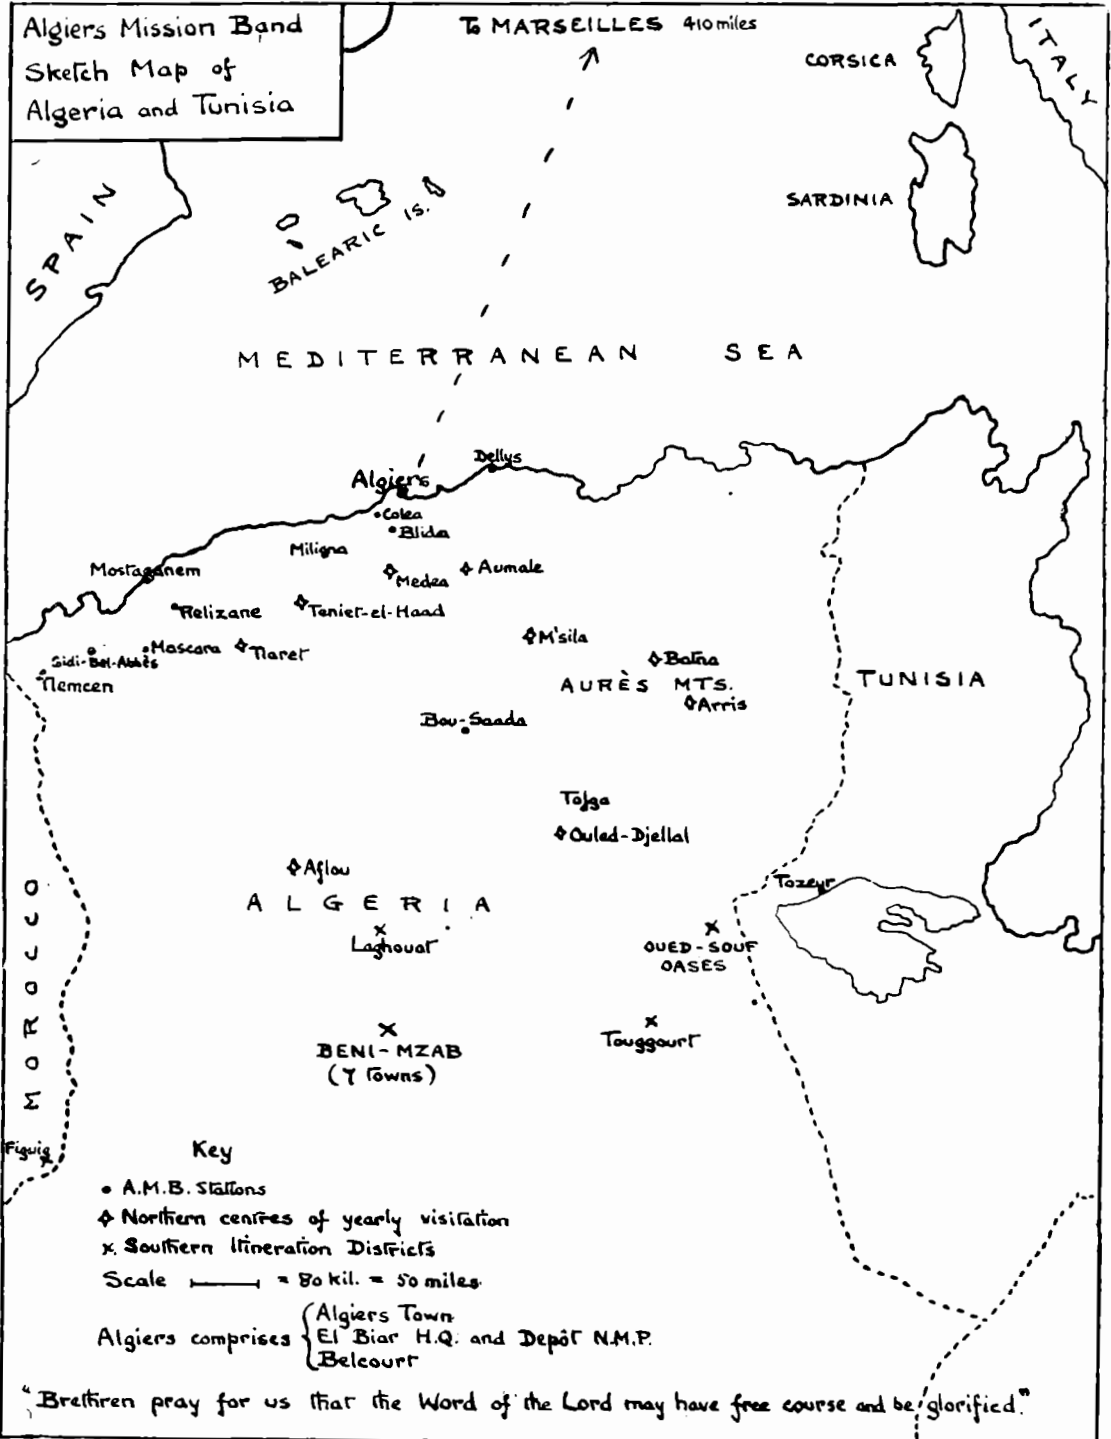 Algiers Mission Band
Sketch Map of
Algeria and Tunisia
To MARSEILLES 410 miles
CORSICA
ITALY
SPAIN
BALEARIC IS.
SARDINIA
MEDITERRANEAN SEA
Dellys
Algiers
Colea
Blida
Miligna
Mostaganem
Medea
Aumale
Relizane
Teniet-el-Haad
M'sila
Mascara
Tiaret
Sidi-Bel-Abbès
Tlemcen
Batna
AURÈS MTS.
Arris
TUNISIA
Bou-Saada
Tolga
Ouled-Djellal
Aflou
Tozeur
ALGERIA
Laghouat
OUED-SOUF
OASES
MOROCCO
BENI-MZAB
(7 Towns)
Touggourt
Figuig
Key
A.M.B. Stations
Northern centres of yearly visitation
x. Southern Itineration Districts
Scale = 80 kil. = 50 miles
Algiers comprises { Algiers Town
El Biar H.Q. and Depôt N.M.P.
Belcourt
"Brethren pray for us that the Word of the Lord may have free course and be glorified."